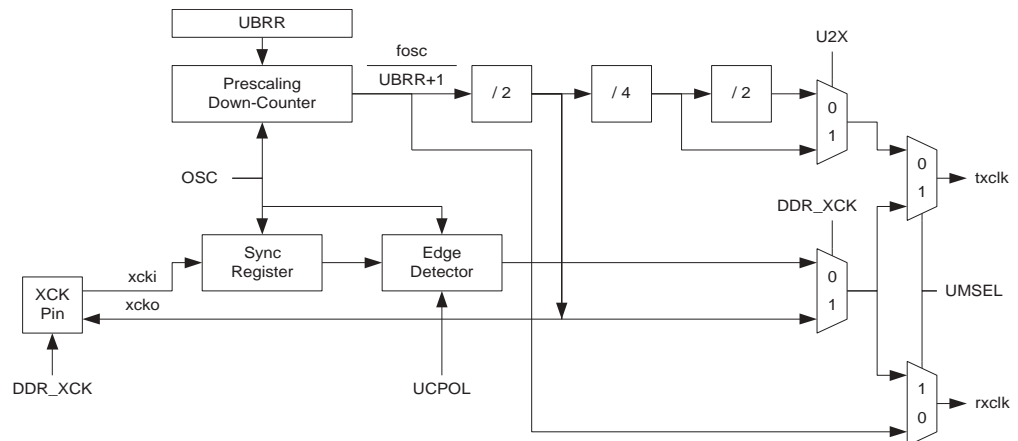 UBRR
fosc
U2X
Prescaling
Down-Counter
UBRR+1
/ 2
/ 4
/ 2
0
1
OSC
0
1
txclk
DDR_XCK
Sync
Register
Edge
Detector
xcki
0
1
XCK
Pin
xcko
UMSEL
DDR_XCK
UCPOL
1
0
rxclk